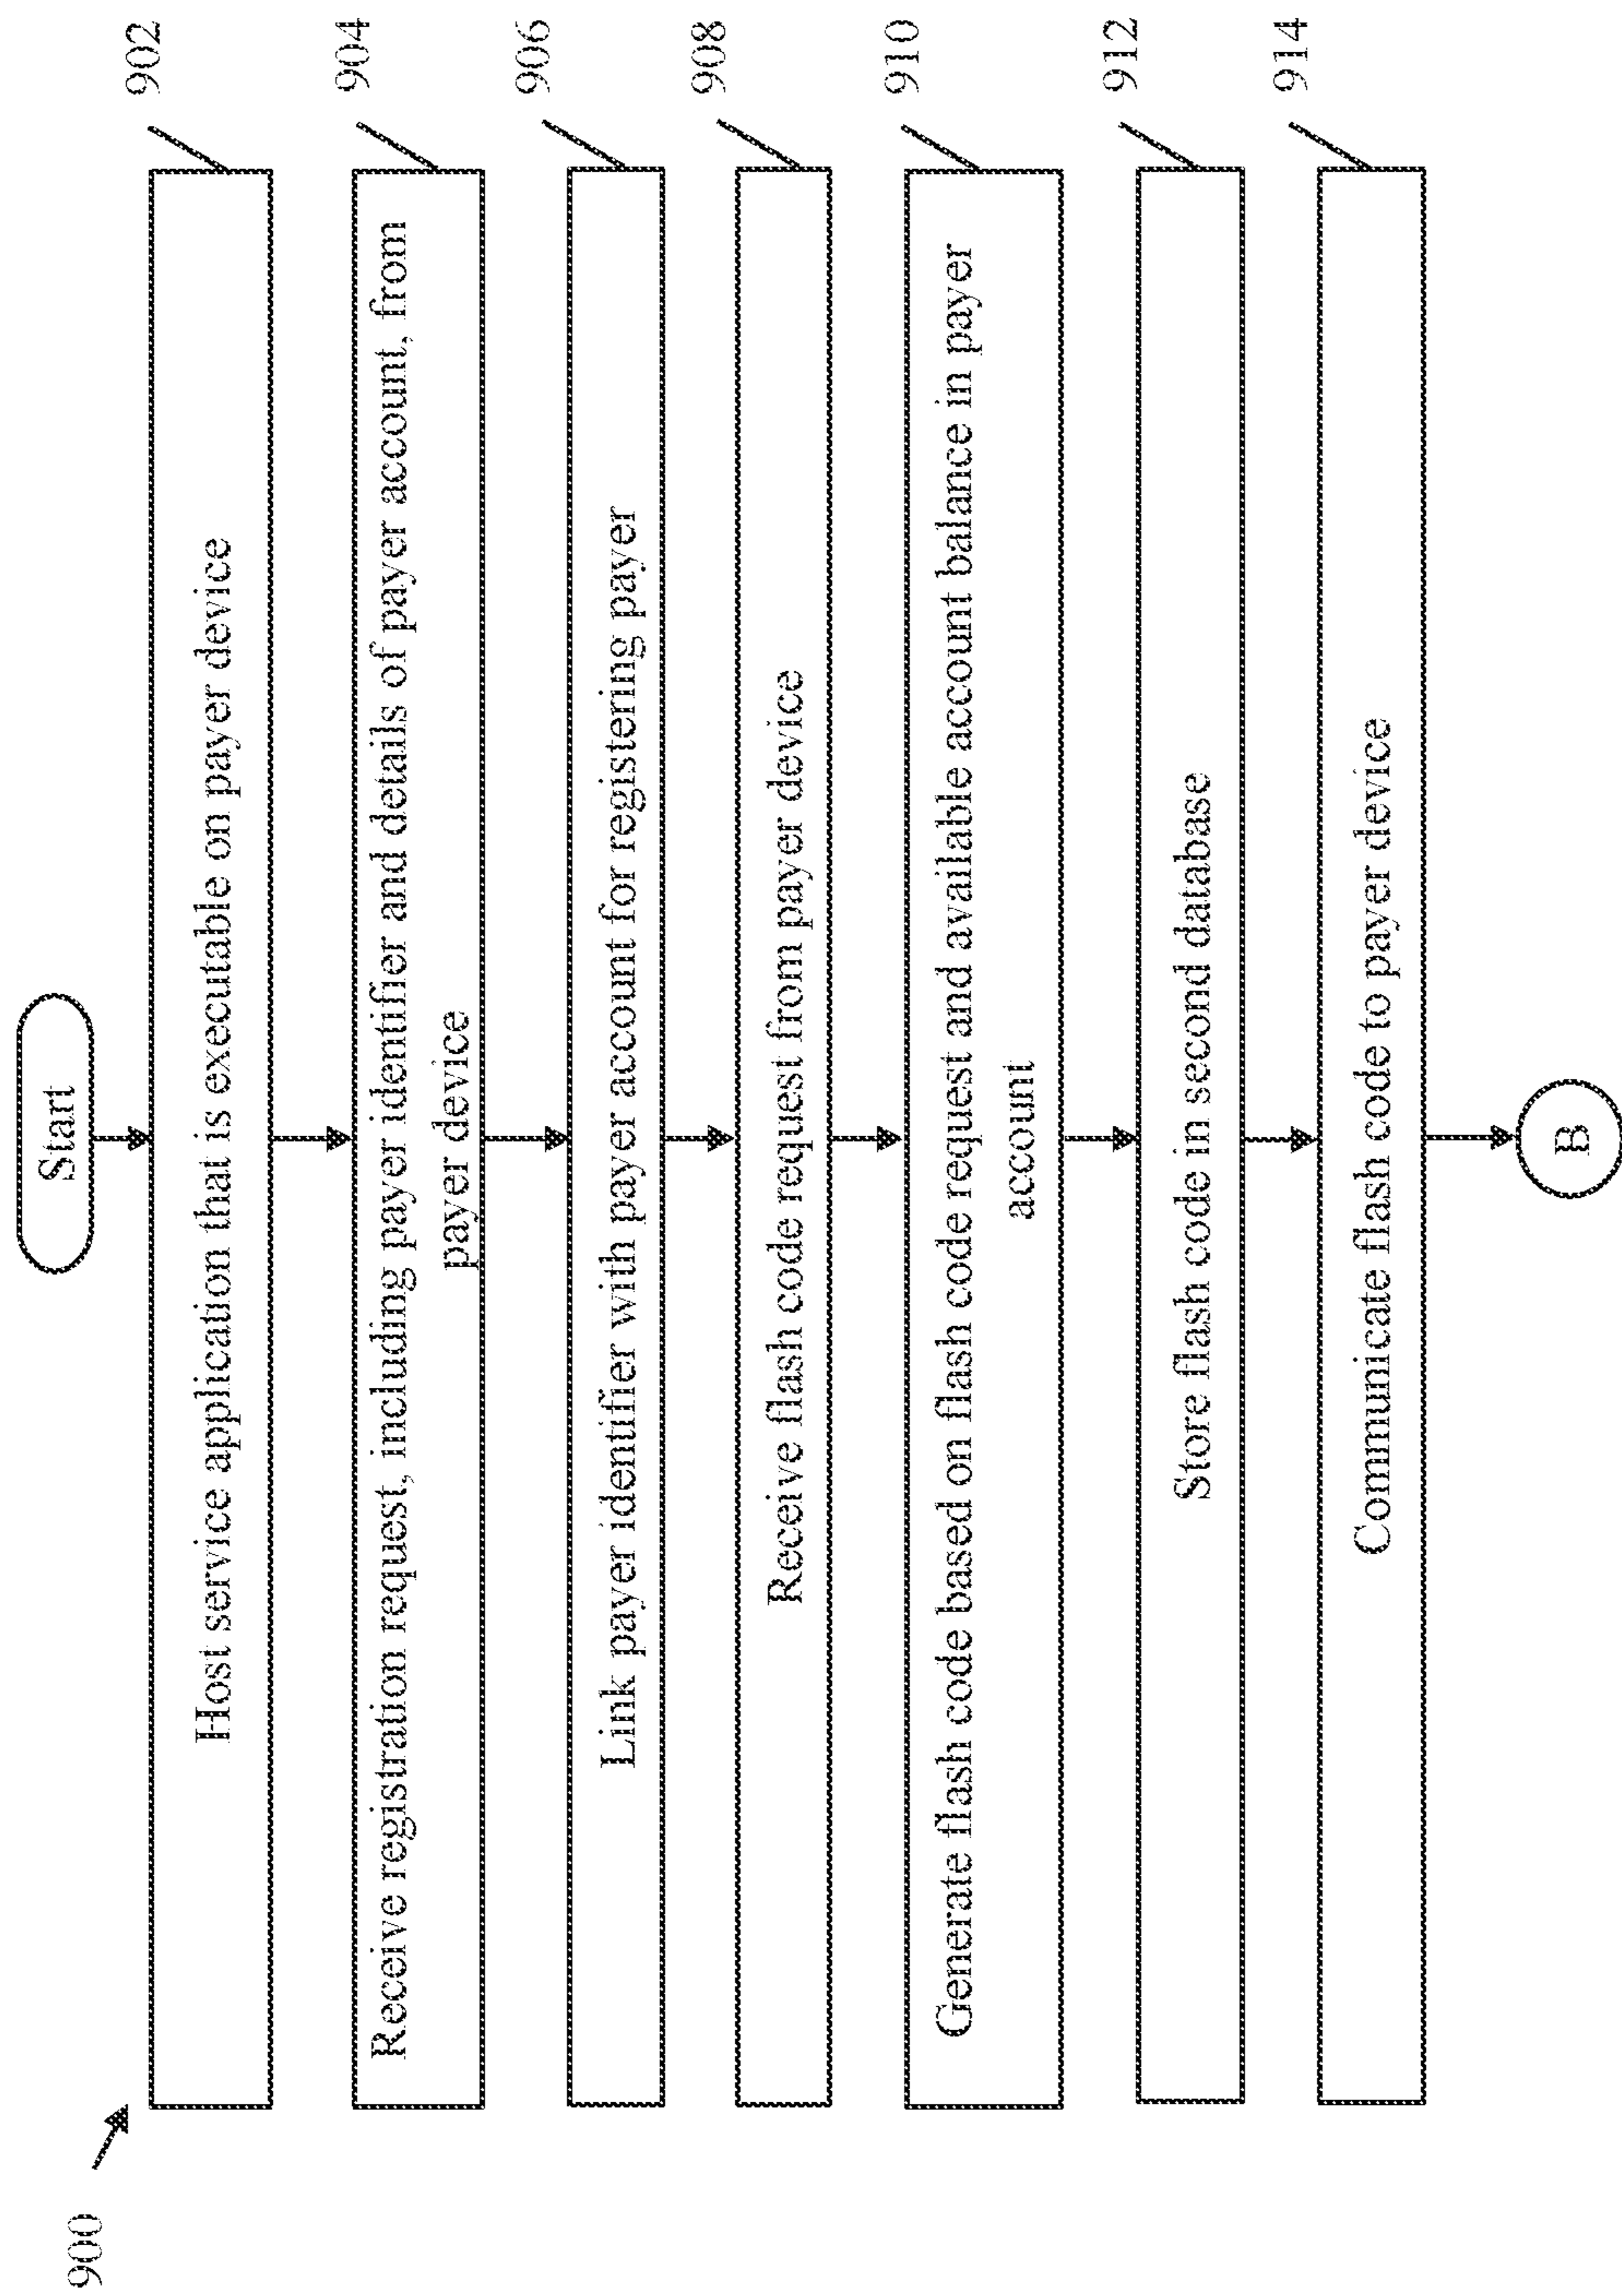 900
Start
Host service application that is executable on payer device
902
Receive registration request, including payer identifier and details of payer account, from
payer device
904
Link payer identifier with payer account for registering payer
906
Receive flash code request from payer device
908
Generate flash code based on flash code request and available account balance in payer
account
910
Store flash code in second database
912
Communicate flash code to payer device
914
B